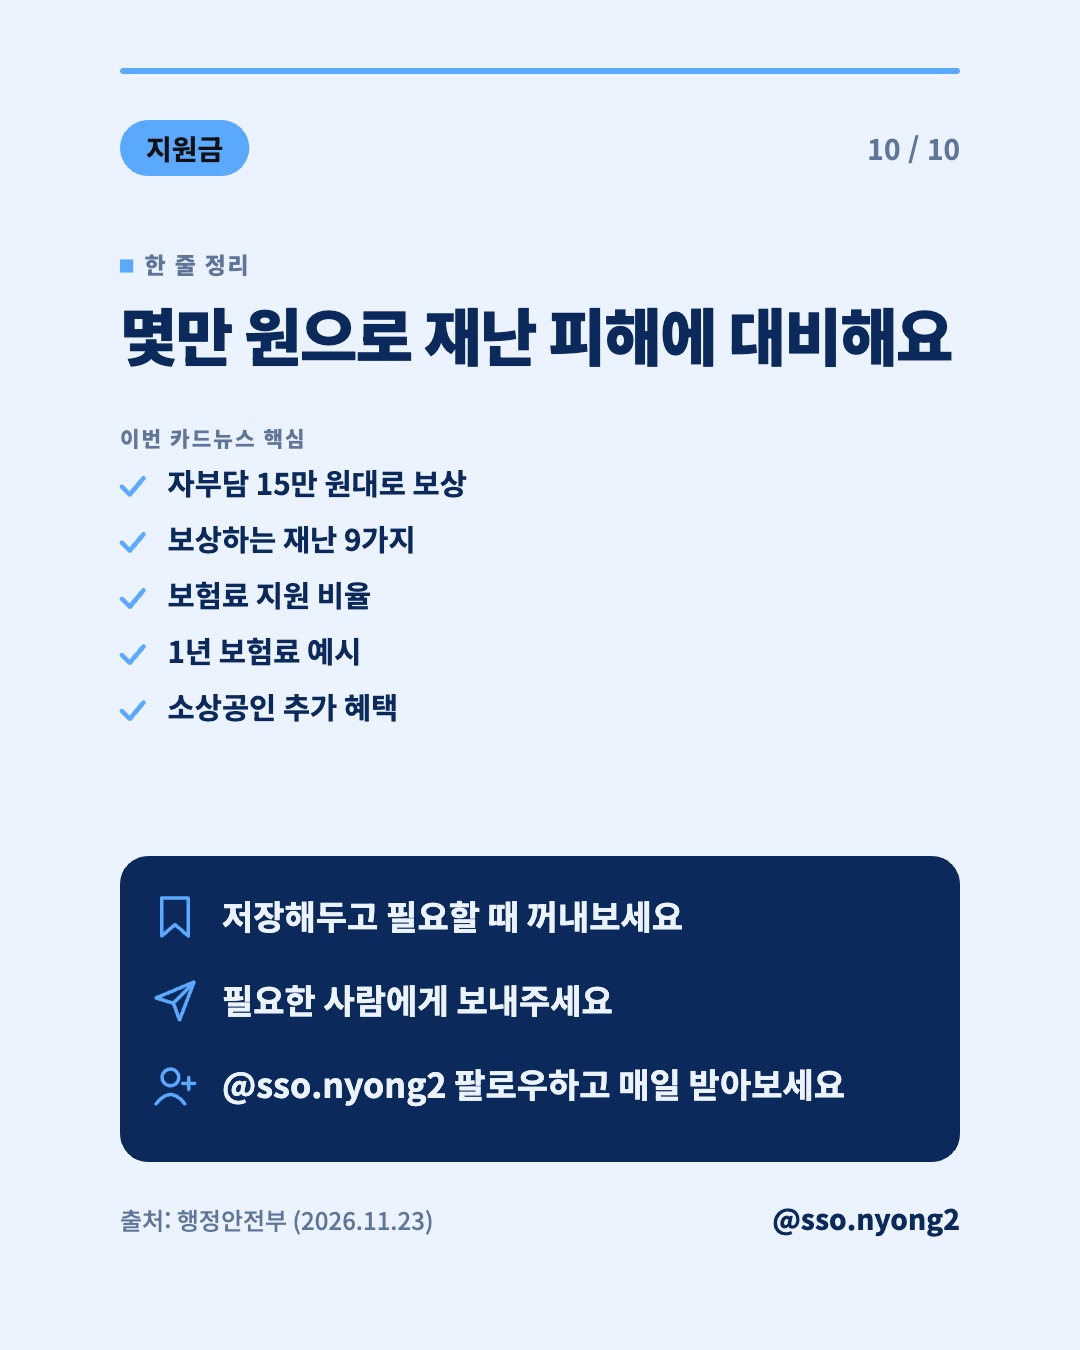 지원금
10 / 10
한 줄 정리
몇만 원으로 재난 피해에 대비해요
이번 카드뉴스 핵심
자부담 15만 원대로 보상
보상하는 재난 9가지
보험료 지원 비율
1년 보험료 예시
소상공인 추가 혜택
저장해두고 필요할 때 꺼내보세요
필요한 사람에게 보내주세요
@sso.nyong2 팔로우하고 매일 받아보세요
출처: 행정안전부 (2026.11.23)
@sso.nyong2